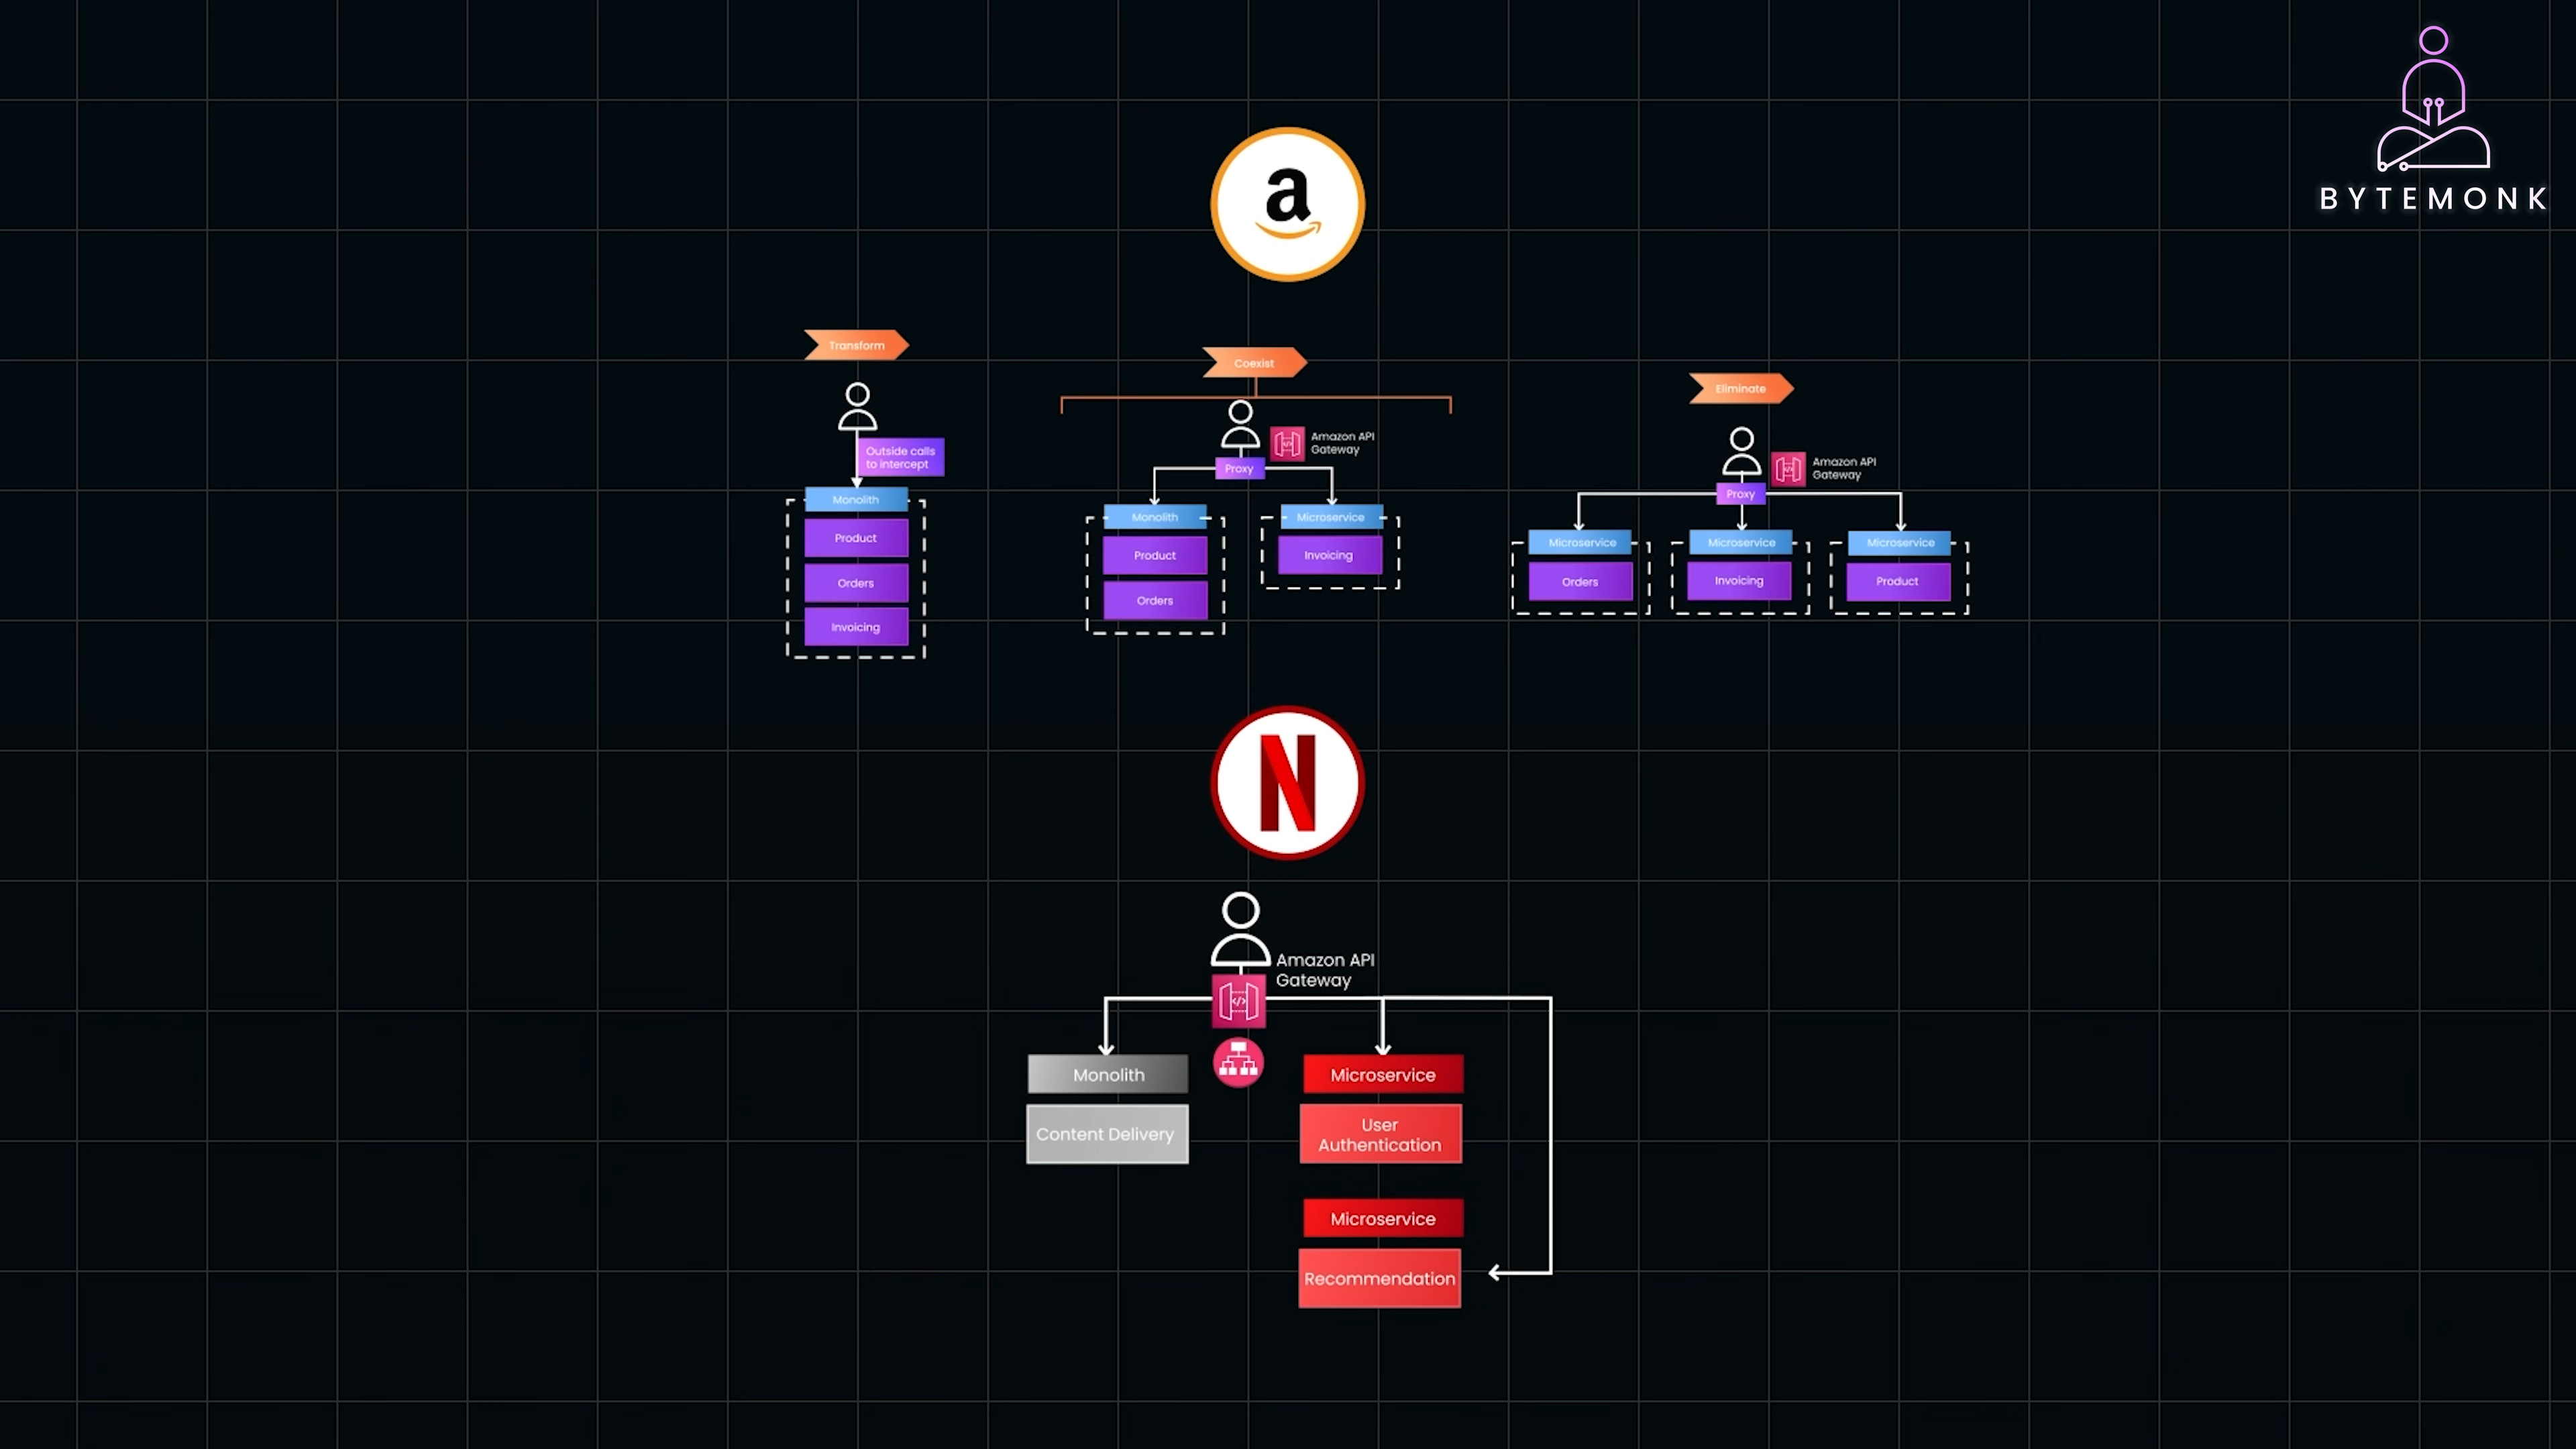 BYTEMONK
a
Transform
Outside calls
to intercept
Monolith
Product
Orders
Invoicing
Coexist
Amazon API
Gateway
Proxy
Monolith
Product
Orders
Microservice
Invoicing
Eliminate
Amazon API
Gateway
Proxy
Microservice
Orders
Microservice
Invoicing
Microservice
Product
N
Amazon API
Gateway
</>
Monolith
Content Delivery
Microservice
User
Authentication
Microservice
Recommendation